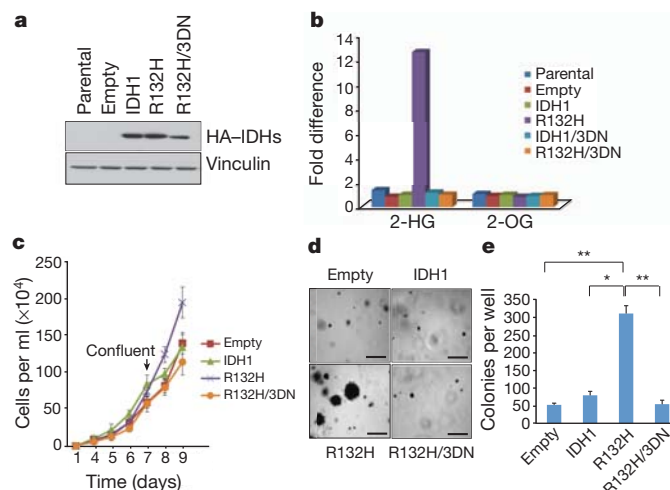 a
Parental
Empty
IDH1
R132H
R132H/3DN
HA–IDHs
Vinculin
b
Fold difference
14
12
10
8
6
4
2
0
2-HG
2-OG
Parental
Empty
IDH1
R132H
IDH1/3DN
R132H/3DN
c
Cells per ml (×10⁴)
250
200
150
100
50
0
Confluent
1 4 5 6 7 8 9
Time (days)
Empty
IDH1
R132H
R132H/3DN
d
Empty IDH1
R132H R132H/3DN
e
**
* **
Colonies per well
350
300
250
200
150
100
50
0
Empty
IDH1
R132H
R132H/3DN